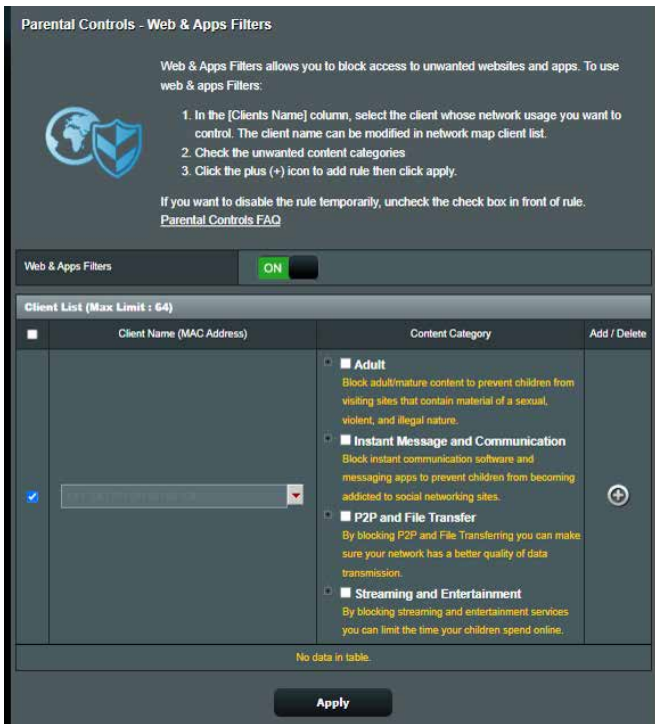 Parental Controls - Web & Apps Filters
Web & Apps Filters allows you to block access to unwanted websites and apps. To use
web & apps Filters:
1. In the [Clients Name] column, select the client whose network usage you want to
control. The client name can be modified in network map client list.
2. Check the unwanted content categories
3. Click the plus (+) icon to add rule then click apply.
If you want to disable the rule temporarily, uncheck the check box in front of rule.
Parental Controls FAQ
Web & Apps Filters
ON
Client List (Max Limit : 64)
Client Name (MAC Address)
Content Category
Add / Delete
Adult
Block adult/mature content to prevent children from
visiting sites that contain material of a sexual,
violent, and illegal nature.
Instant Message and Communication
Block instant communication software and
messaging apps to prevent children from becoming
addicted to social networking sites.
P2P and File Transfer
By blocking P2P and File Transferring you can make
sure your network has a better quality of data
transmission.
Streaming and Entertainment
By blocking streaming and entertainment services
you can limit the time your children spend online.
No data in table.
Apply